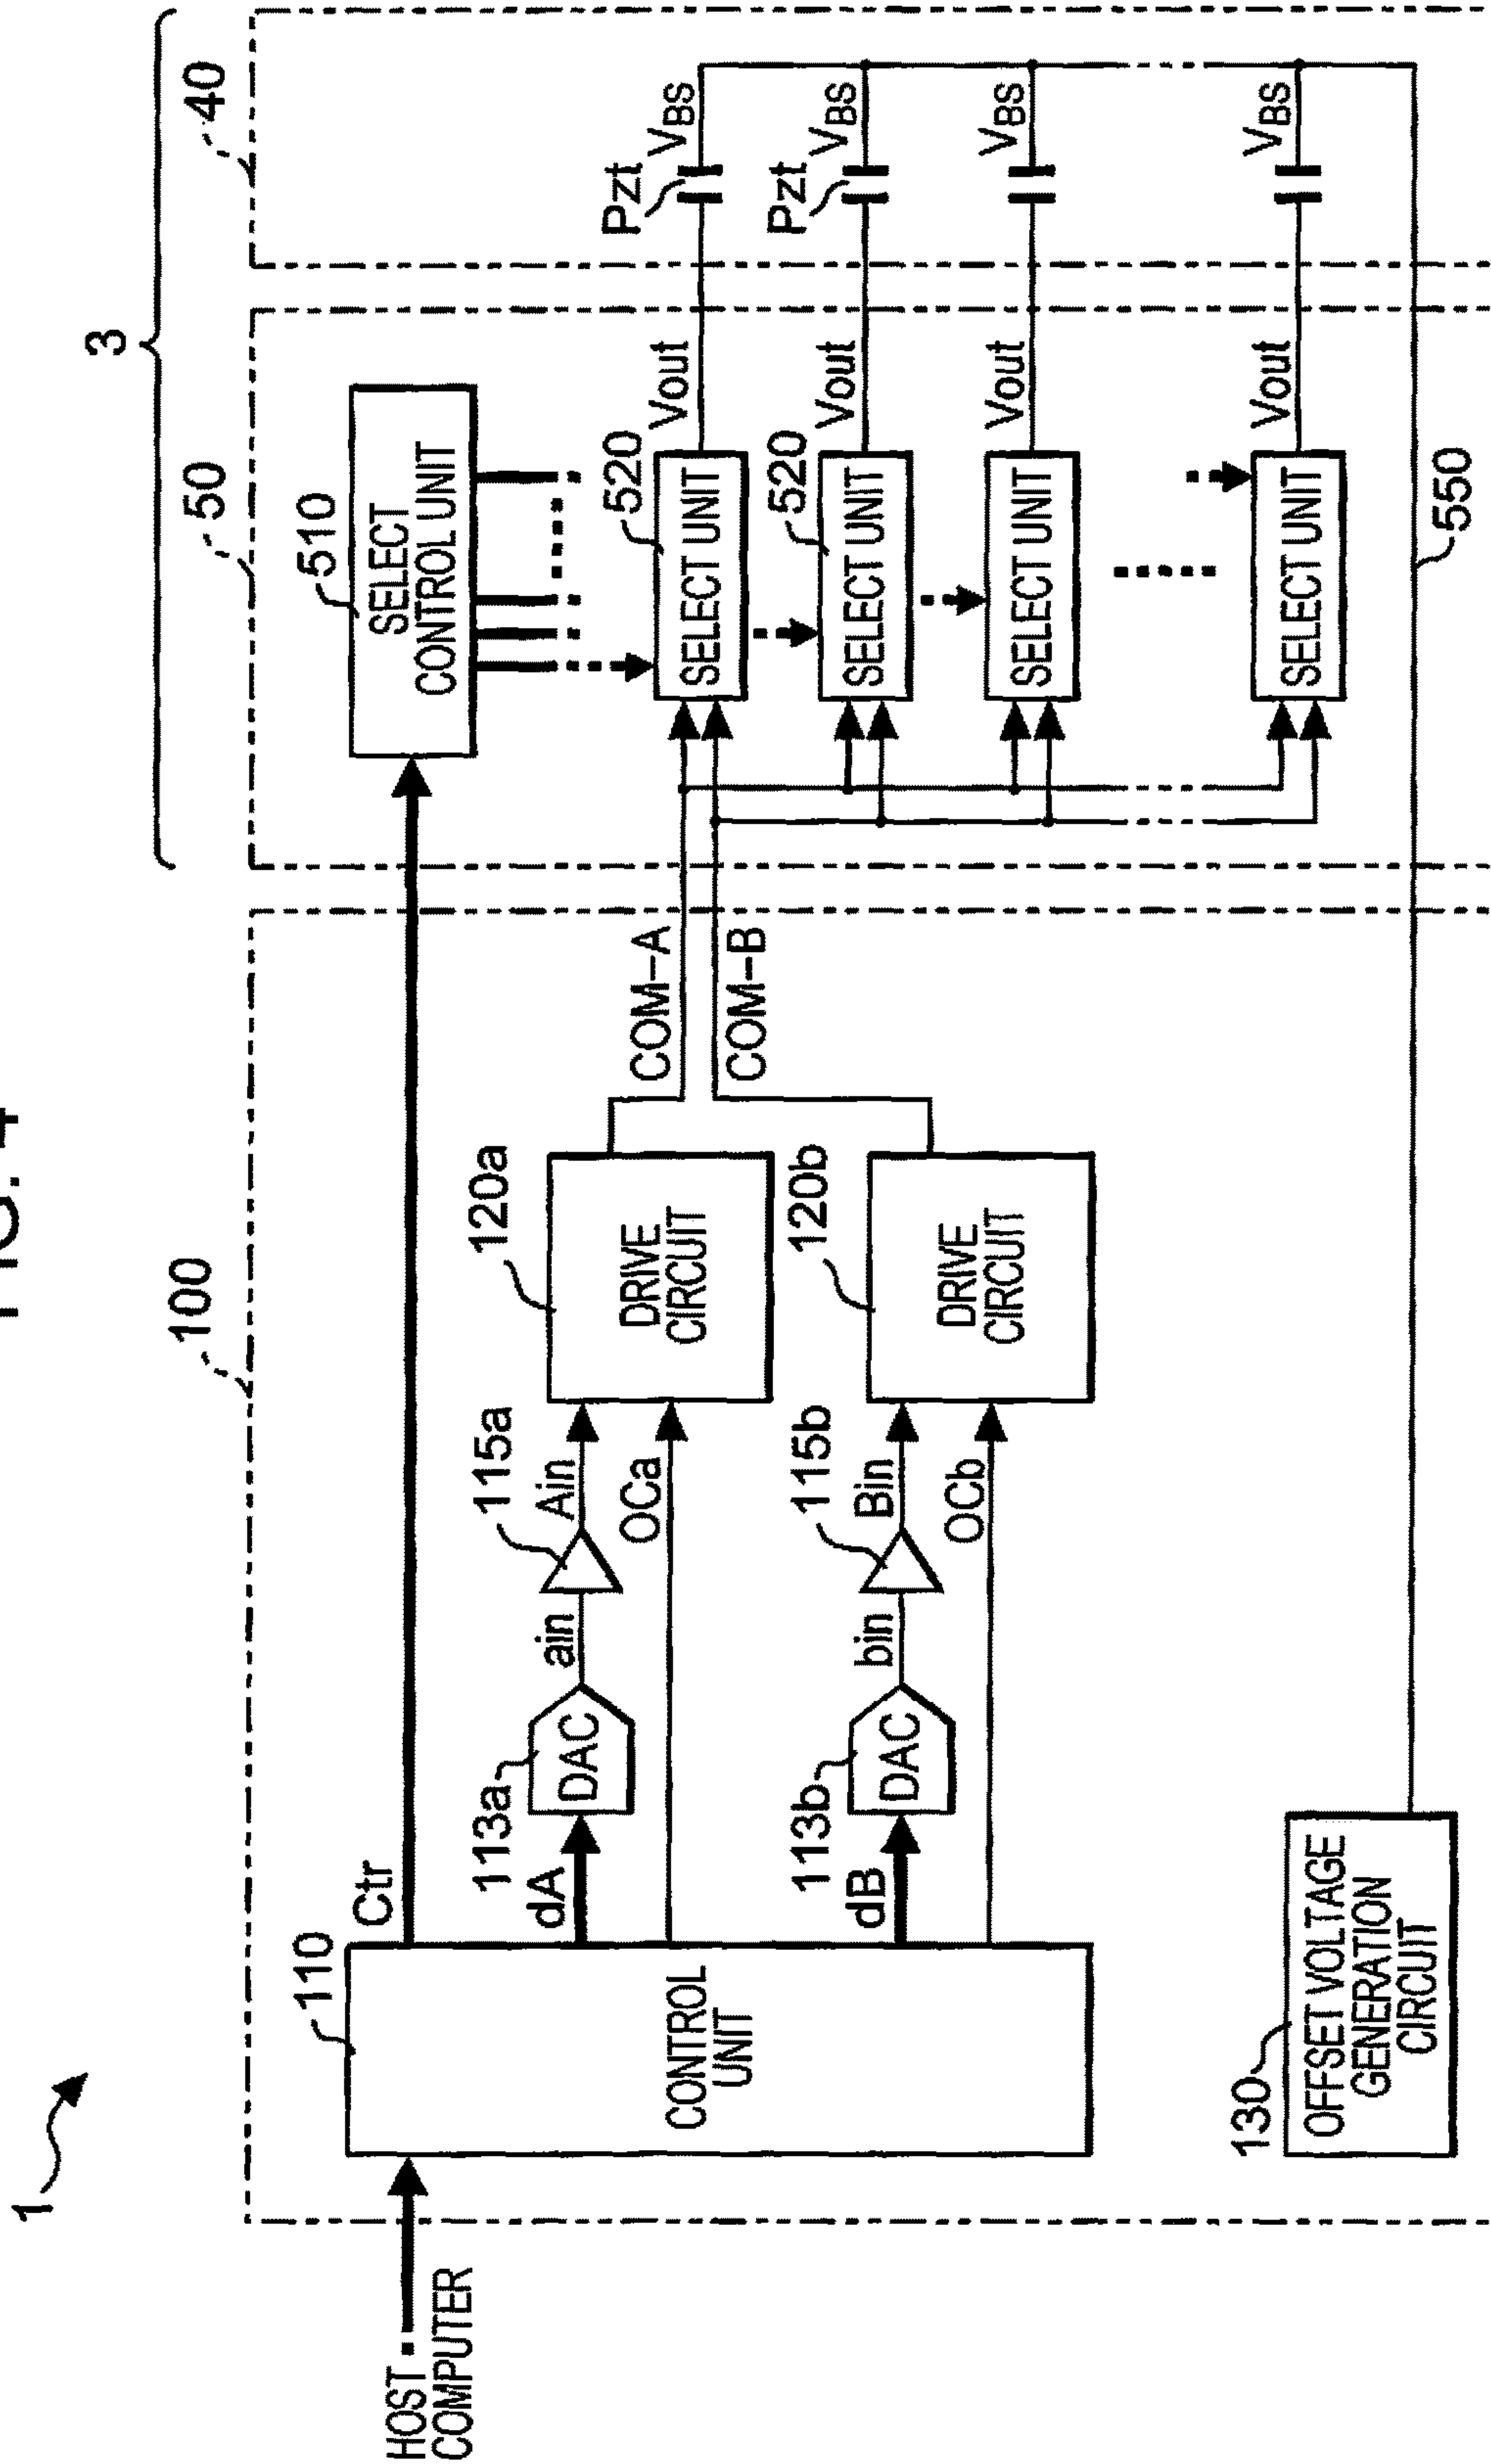 FIG. 4
1
3
100
50
40
HOST
COMPUTER
110
CONTROL
UNIT
Ctr
510
SELECT
CONTROL UNIT
dA
113a
DAC
ain
115a
Ain
OCa
120a
DRIVE
CIRCUIT
COM-A
COM-B
dB
113b
DAC
bin
115b
Bin
OCb
120b
DRIVE
CIRCUIT
520
SELECT UNIT
Vout
Pzt
VBS
520
SELECT UNIT
Vout
Pzt
VBS
SELECT UNIT
Vout
VBS
SELECT UNIT
Vout
VBS
130
OFFSET VOLTAGE
GENERATION
CIRCUIT
550